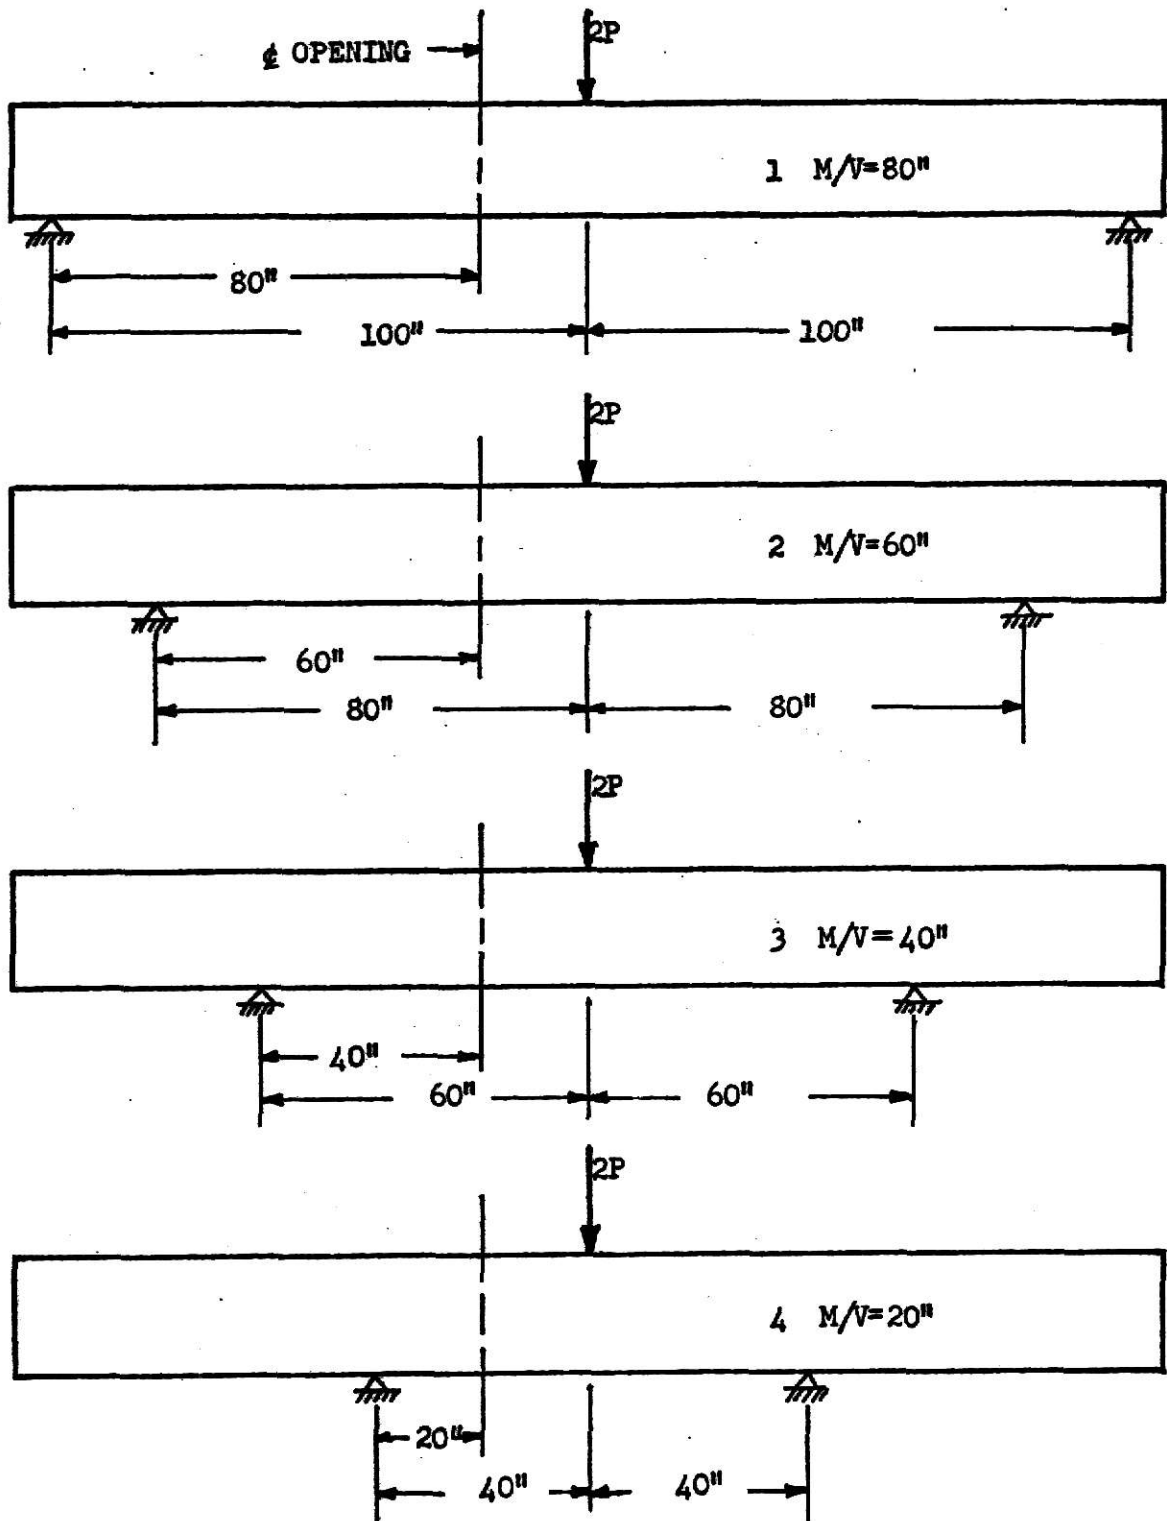 2P
℄ OPENING
1 M/V=80"
80"
100" 100"
2P
2 M/V=60"
60"
80" 80"
2P
3 M/V=40"
40"
60" 60"
2P
4 M/V=20"
20"
40" 40"